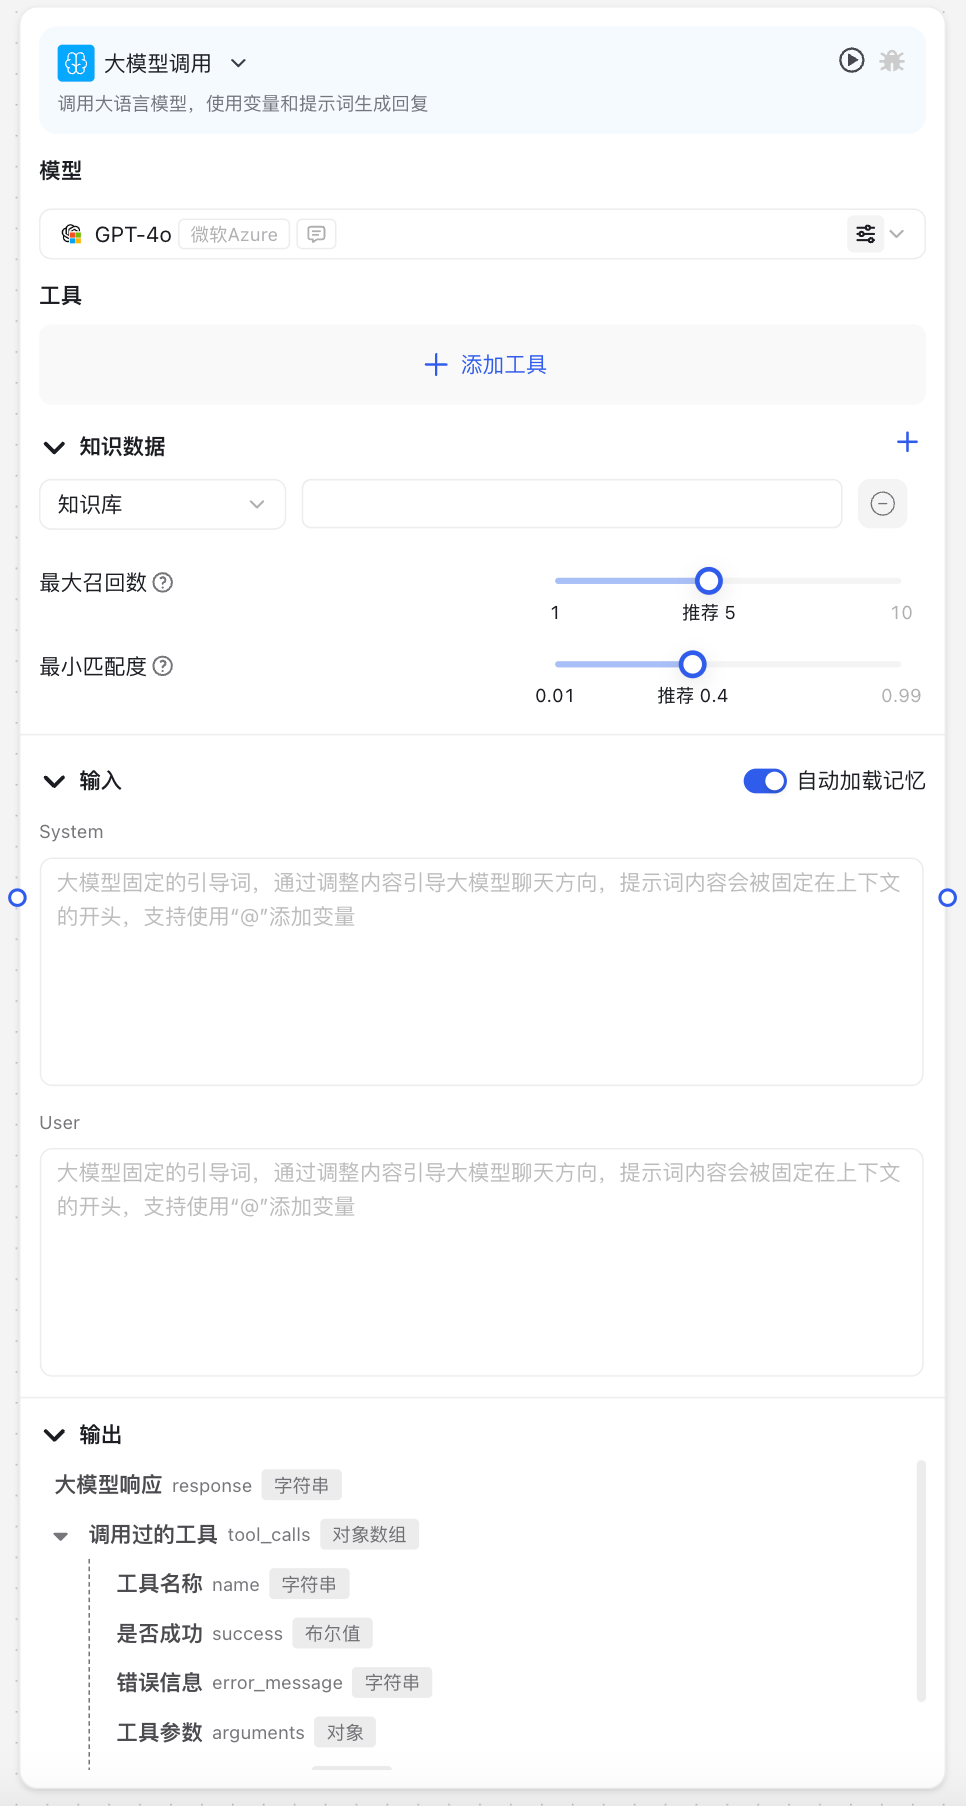 大模型调用
调用大语言模型，使用变量和提示词生成回复
模型
GPT-4o 微软Azure
工具
添加工具
知识数据
知识库
最大召回数
1 推荐 5 10
最小匹配度
0.01 推荐 0.4 0.99
输入 自动加载记忆
System
大模型固定的引导词，通过调整内容引导大模型聊天方向，提示词内容会被固定在上下文
的开头，支持使用“@”添加变量
User
大模型固定的引导词，通过调整内容引导大模型聊天方向，提示词内容会被固定在上下文
的开头，支持使用“@”添加变量
输出
大模型响应 response 字符串
调用过的工具 tool_calls 对象数组
工具名称 name 字符串
是否成功 success 布尔值
错误信息 error_message 字符串
工具参数 arguments 对象